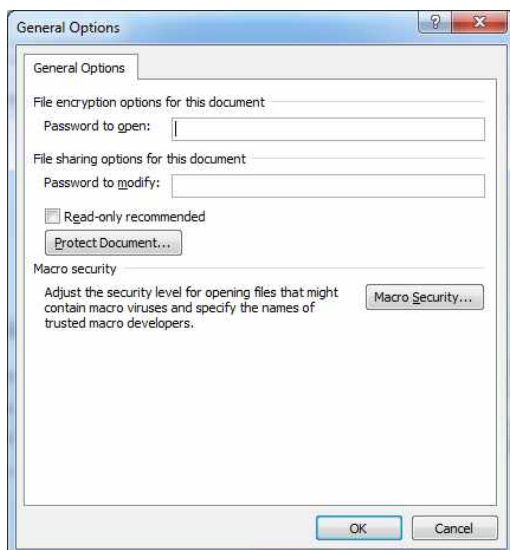 General Options
?
X
General Options
File encryption options for this document
Password to open:
File sharing options for this document
Password to modify:
Read-only recommended
Protect Document...
Macro security
Adjust the security level for opening files that might
contain macro viruses and specify the names of
trusted macro developers.
Macro Security...
OK
Cancel